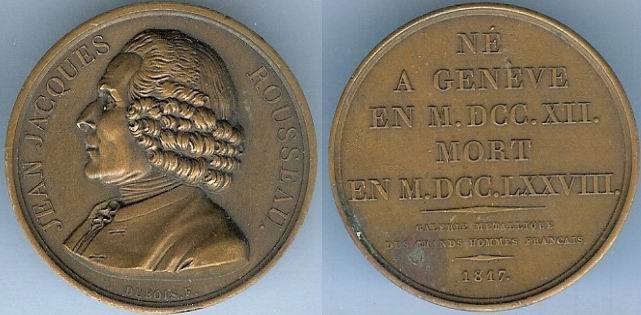 JEAN JACQUES ROUSSEAU.
DUBOIS. F.
NÉ
A GENÈVE
EN M.DCC.XII.
MORT
EN M.DCC.LXXVIII.
GALERIE METALLIQUE
DES GRANDS HOMMES FRANÇAIS
1817.